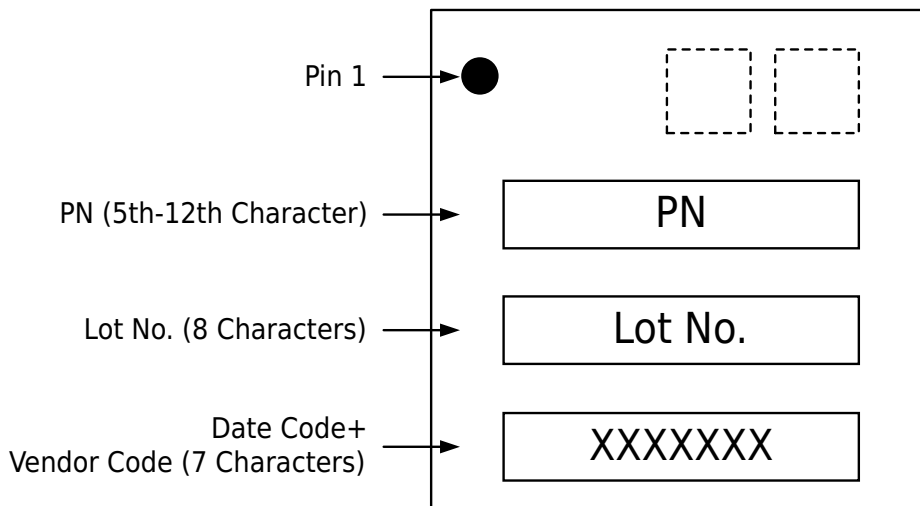 Pin 1
PN (5th-12th Character)
PN
Lot No. (8 Characters)
Lot No.
Date Code+
Vendor Code (7 Characters)
XXXXXXX